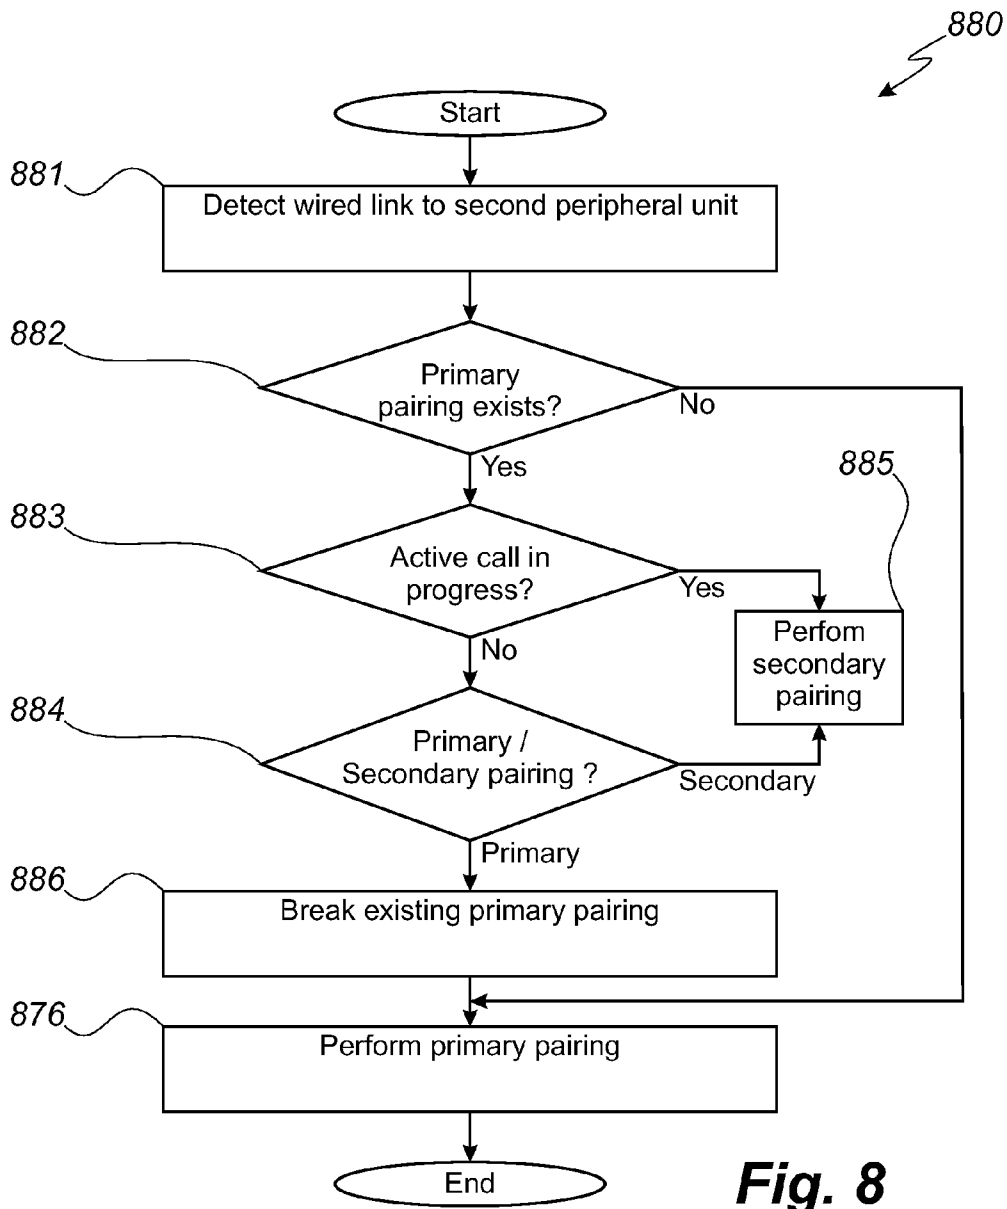 880
Start
881
Detect wired link to second peripheral unit
882
Primary
pairing exists?
No
Yes
885
883
Active call in
progress?
Yes
No
Perfom
secondary
pairing
884
Primary /
Secondary pairing ?
Secondary
Primary
886
Break existing primary pairing
876
Perform primary pairing
End
Fig. 8